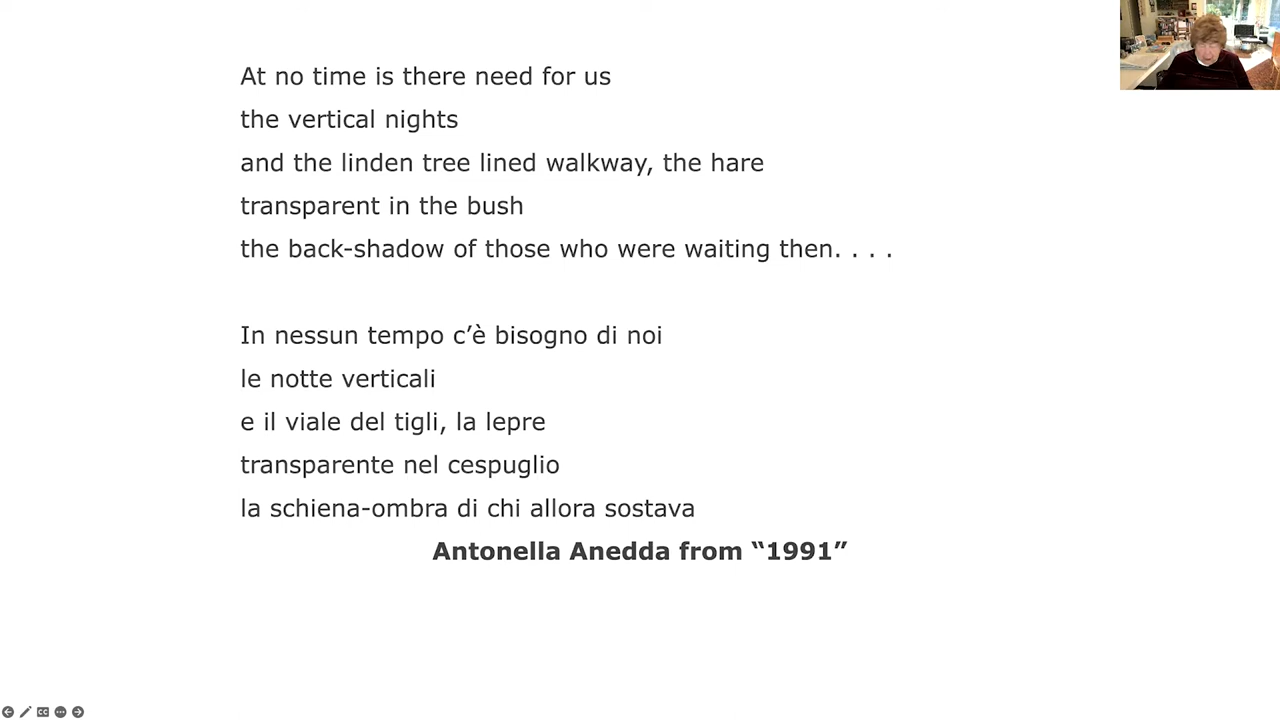 At no time is there need for us
the vertical nights
and the linden tree lined walkway, the hare
transparent in the bush
the back-shadow of those who were waiting then. . . .
In nessun tempo c’è bisogno di noi
le notte verticali
e il viale del tigli, la lepre
transparente nel cespuglio
la schiena-ombra di chi allora sostava
Antonella Anedda from “1991”